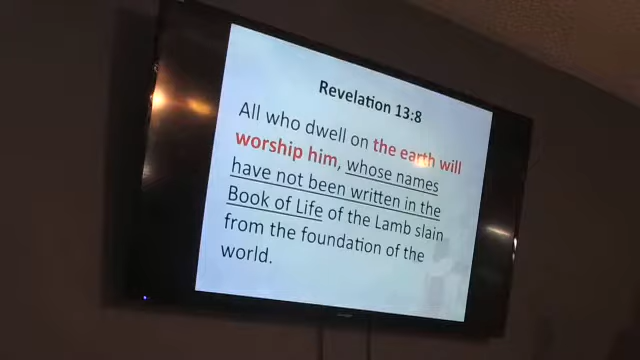 Revelation 13:8
All who dwell on the earth will
worship him, whose names
have not been written in the
Book of Life of the Lamb slain
from the foundation of the
world.